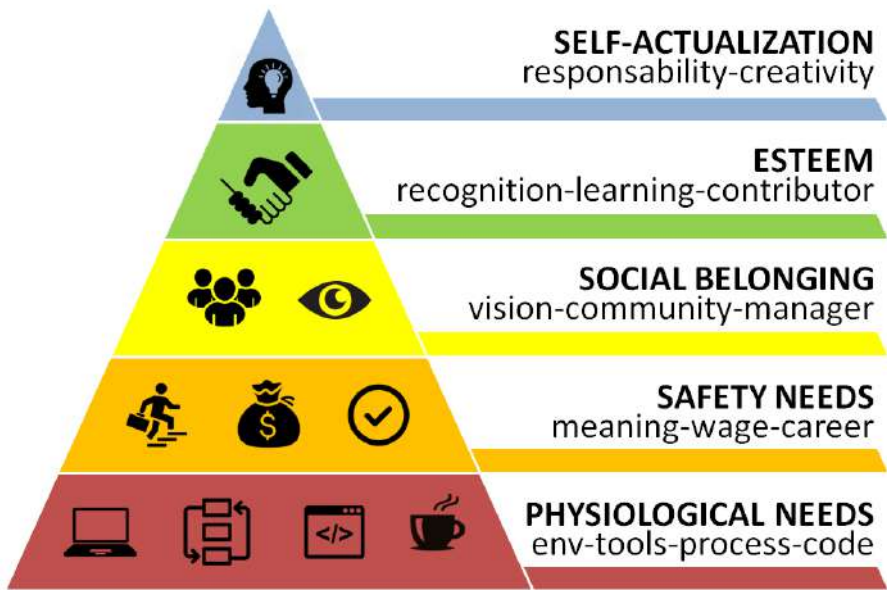 SELF-ACTUALIZATION
responsability-creativity
ESTEEM
recognition-learning-contributor
SOCIAL BELONGING
vision-community-manager
$
SAFETY NEEDS
meaning-wage-career
</>
PHYSIOLOGICAL NEEDS
env-tools-process-code